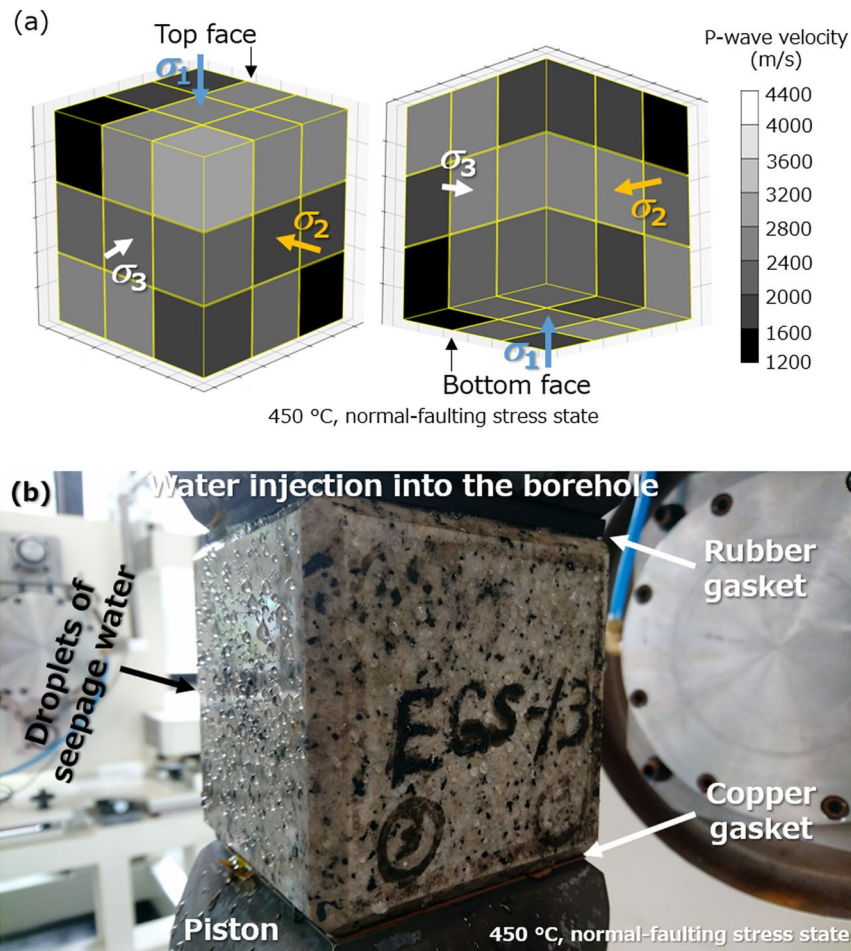 (a)
Top face
σ1
P-wave velocity
(m/s)
4400
4000
3600
3200
2800
2400
2000
1600
1200
σ3
σ2
σ3
σ2
σ1
Bottom face
450 °C, normal-faulting stress state
(b)
Water injection into the borehole
Rubber
gasket
Droplets of
seepage water
EGS-13
3
Copper
gasket
Piston
450 °C, normal-faulting stress state